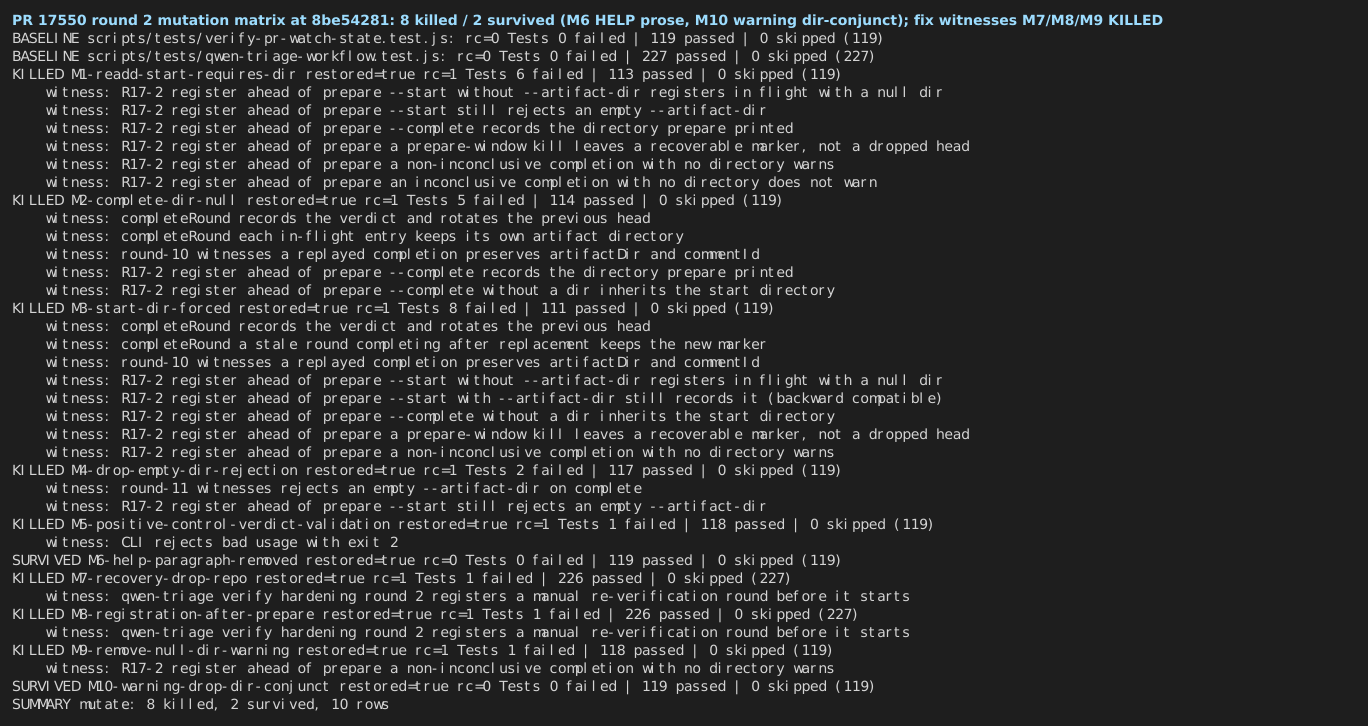 PR 17550 round 2 mutation matrix at 8be54281: 8 killed / 2 survived (M6 HELP prose, M10 warning dir-conjunct); fix witnesses M7/M8/M9 KILLED
BASELINE scripts/tests/verify-pr-watch-state.test.js: rc=0 Tests 0 failed | 119 passed | 0 skipped (119)
BASELINE scripts/tests/qwen-triage-workflow.test.js: rc=0 Tests 0 failed | 227 passed | 0 skipped (227)
KILLED M1-readd-start-requires-dir restored=true rc=1 Tests 6 failed | 113 passed | 0 skipped (119)
witness: R17-2 register ahead of prepare --start without --artifact-dir registers in flight with a null dir
witness: R17-2 register ahead of prepare --start still rejects an empty --artifact-dir
witness: R17-2 register ahead of prepare --complete records the directory prepare printed
witness: R17-2 register ahead of prepare a prepare-window kill leaves a recoverable marker, not a dropped head
witness: R17-2 register ahead of prepare a non-inconclusive completion with no directory warns
witness: R17-2 register ahead of prepare an inconclusive completion with no directory does not warn
KILLED M2-complete-dir-null restored=true rc=1 Tests 5 failed | 114 passed | 0 skipped (119)
witness: completeRound records the verdict and rotates the previous head
witness: completeRound each in-flight entry keeps its own artifact directory
witness: round-10 witnesses a replayed completion preserves artifactDir and commentId
witness: R17-2 register ahead of prepare --complete records the directory prepare printed
witness: R17-2 register ahead of prepare --complete without a dir inherits the start directory
KILLED M3-start-dir-forced restored=true rc=1 Tests 8 failed | 111 passed | 0 skipped (119)
witness: completeRound records the verdict and rotates the previous head
witness: completeRound a stale round completing after replacement keeps the new marker
witness: round-10 witnesses a replayed completion preserves artifactDir and commentId
witness: R17-2 register ahead of prepare --start without --artifact-dir registers in flight with a null dir
witness: R17-2 register ahead of prepare --start with --artifact-dir still records it (backward compatible)
witness: R17-2 register ahead of prepare --complete without a dir inherits the start directory
witness: R17-2 register ahead of prepare a prepare-window kill leaves a recoverable marker, not a dropped head
witness: R17-2 register ahead of prepare a non-inconclusive completion with no directory warns
KILLED M4-drop-empty-dir-rejection restored=true rc=1 Tests 2 failed | 117 passed | 0 skipped (119)
witness: round-11 witnesses rejects an empty --artifact-dir on complete
witness: R17-2 register ahead of prepare --start still rejects an empty --artifact-dir
KILLED M5-positive-control-verdict-validation restored=true rc=1 Tests 1 failed | 118 passed | 0 skipped (119)
witness: CLI rejects bad usage with exit 2
SURVIVED M6-help-paragraph-removed restored=true rc=0 Tests 0 failed | 119 passed | 0 skipped (119)
KILLED M7-recovery-drop-repo restored=true rc=1 Tests 1 failed | 226 passed | 0 skipped (227)
witness: qwen-triage verify hardening round 2 registers a manual re-verification round before it starts
KILLED M8-registration-after-prepare restored=true rc=1 Tests 1 failed | 226 passed | 0 skipped (227)
witness: qwen-triage verify hardening round 2 registers a manual re-verification round before it starts
KILLED M9-remove-null-dir-warning restored=true rc=1 Tests 1 failed | 118 passed | 0 skipped (119)
witness: R17-2 register ahead of prepare a non-inconclusive completion with no directory warns
SURVIVED M10-warning-drop-dir-conjunct restored=true rc=0 Tests 0 failed | 119 passed | 0 skipped (119)
SUMMARY mutate: 8 killed, 2 survived, 10 rows